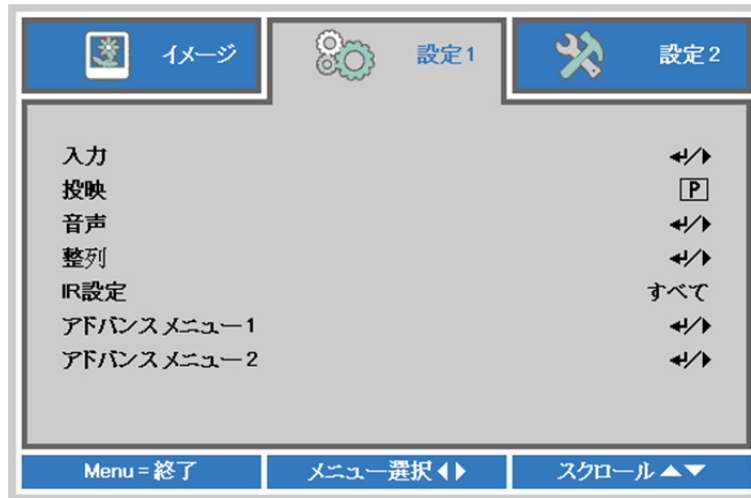 イメージ
設定1
設定2
入力 ↵/▶
投映 P
音声 ↵/▶
整列 ↵/▶
IR設定 すべて
アドバンスメニュー1 ↵/▶
アドバンスメニュー2 ↵/▶
Menu = 終了
メニュー選択 ◀▶
スクロール ▲▼